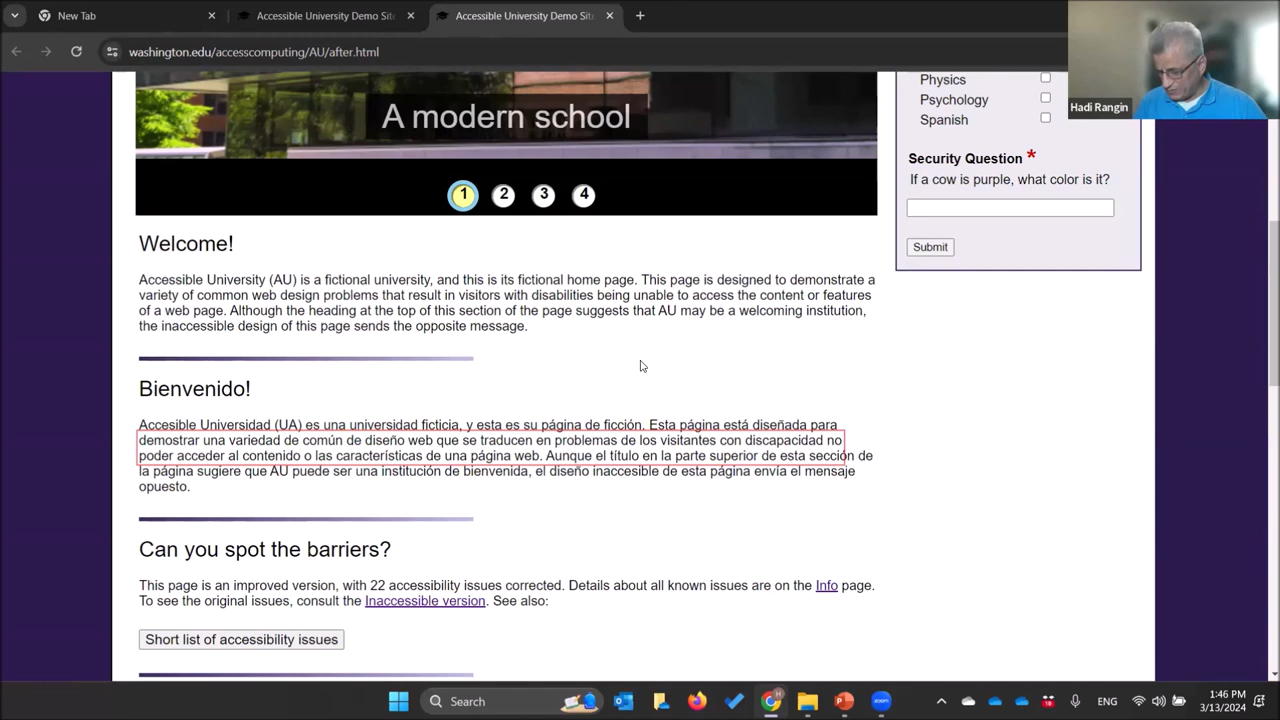 New Tab
Accessible University Demo Sit
Accessible University Demo Sit
washington.edu/accesscomputing/AU/after.html
Hadi Rangin
A modern school
1 2 3 4
Physics
Psychology
Spanish
Security Question *
If a cow is purple, what color is it?
Submit
Welcome!
Accessible University (AU) is a fictional university, and this is its fictional home page. This page is designed to demonstrate a
variety of common web design problems that result in visitors with disabilities being unable to access the content or features
of a web page. Although the heading at the top of this section of the page suggests that AU may be a welcoming institution,
the inaccessible design of this page sends the opposite message.
Bienvenido!
Accesible Universidad (UA) es una universidad ficticia, y esta es su página de ficción. Esta página está diseñada para
demostrar una variedad de común de diseño web que se traducen en problemas de los visitantes con discapacidad no
poder acceder al contenido o las características de una página web. Aunque el título en la parte superior de esta sección de
la página sugiere que AU puede ser una institución de bienvenida, el diseño inaccesible de esta página envía el mensaje
opuesto.
Can you spot the barriers?
This page is an improved version, with 22 accessibility issues corrected. Details about all known issues are on the Info page.
To see the original issues, consult the Inaccessible version. See also:
Short list of accessibility issues
Search
ENG
1:46 PM
3/13/2024